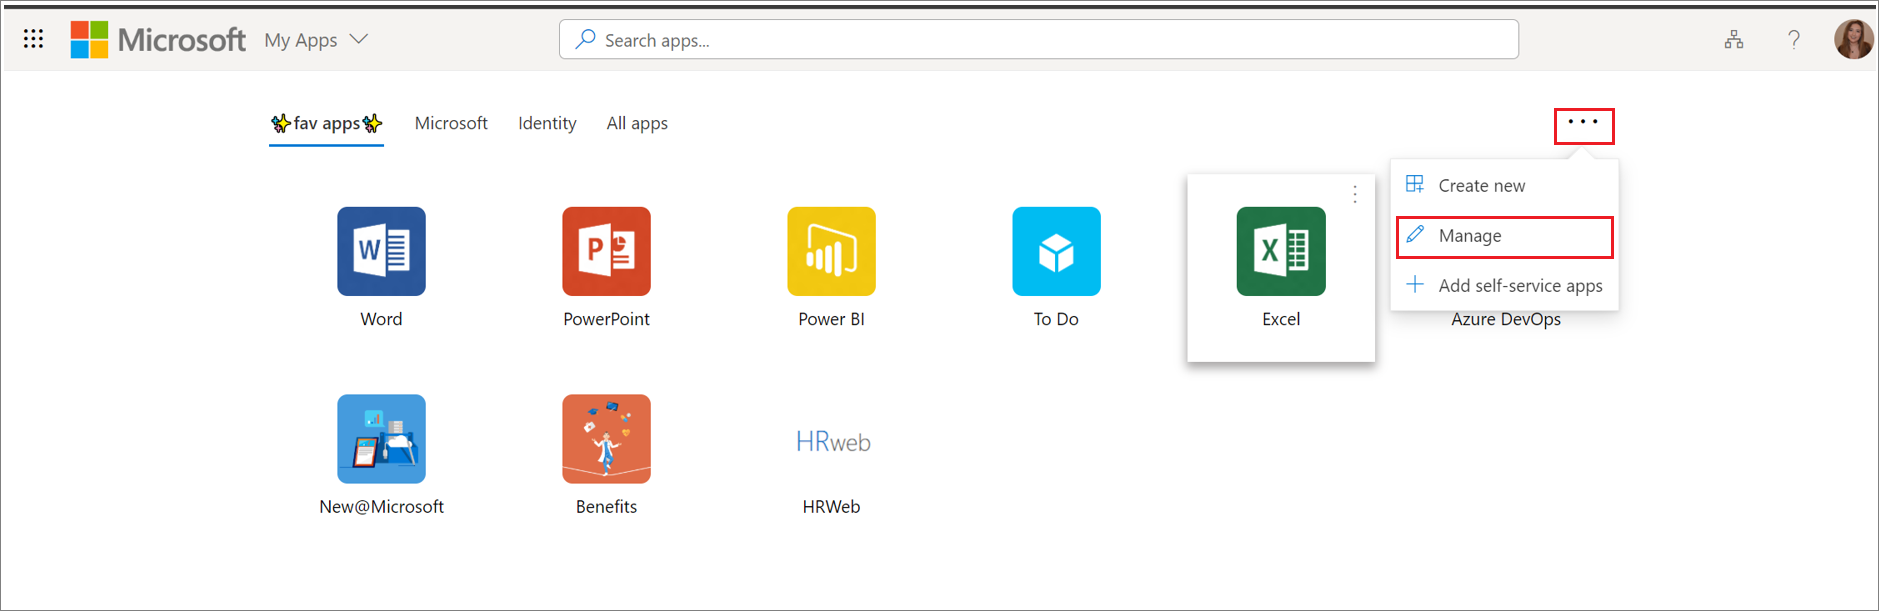 Microsoft My Apps Search apps...
fav apps Microsoft Identity All apps
Create new
Manage
Add self-service apps
W P X
Word PowerPoint Power BI To Do Excel Azure DevOps
HRweb
New@Microsoft Benefits HRWeb